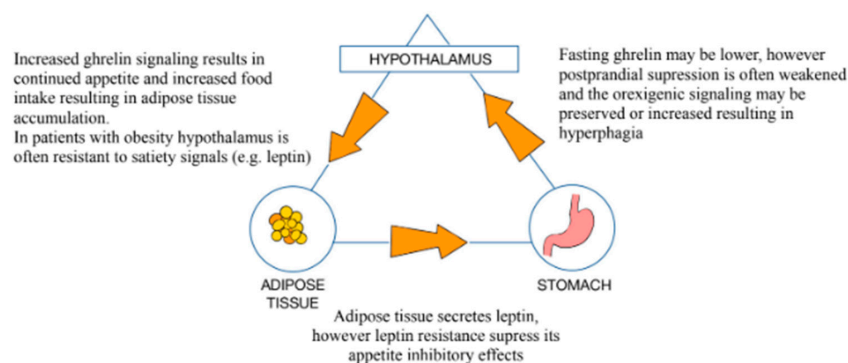 HYPOTHALAMUS
Increased ghrelin signaling results in
continued appetite and increased food
intake resulting in adipose tissue
accumulation.
In patients with obesity hypothalamus is
often resistant to satiety signals (e.g. leptin)
Fasting ghrelin may be lower, however
postprandial supression is often weakened
and the orexigenic signaling may be
preserved or increased resulting in
hyperphagia
ADIPOSE
TISSUE
STOMACH
Adipose tissue secretes leptin,
however leptin resistance supress its
appetite inhibitory effects